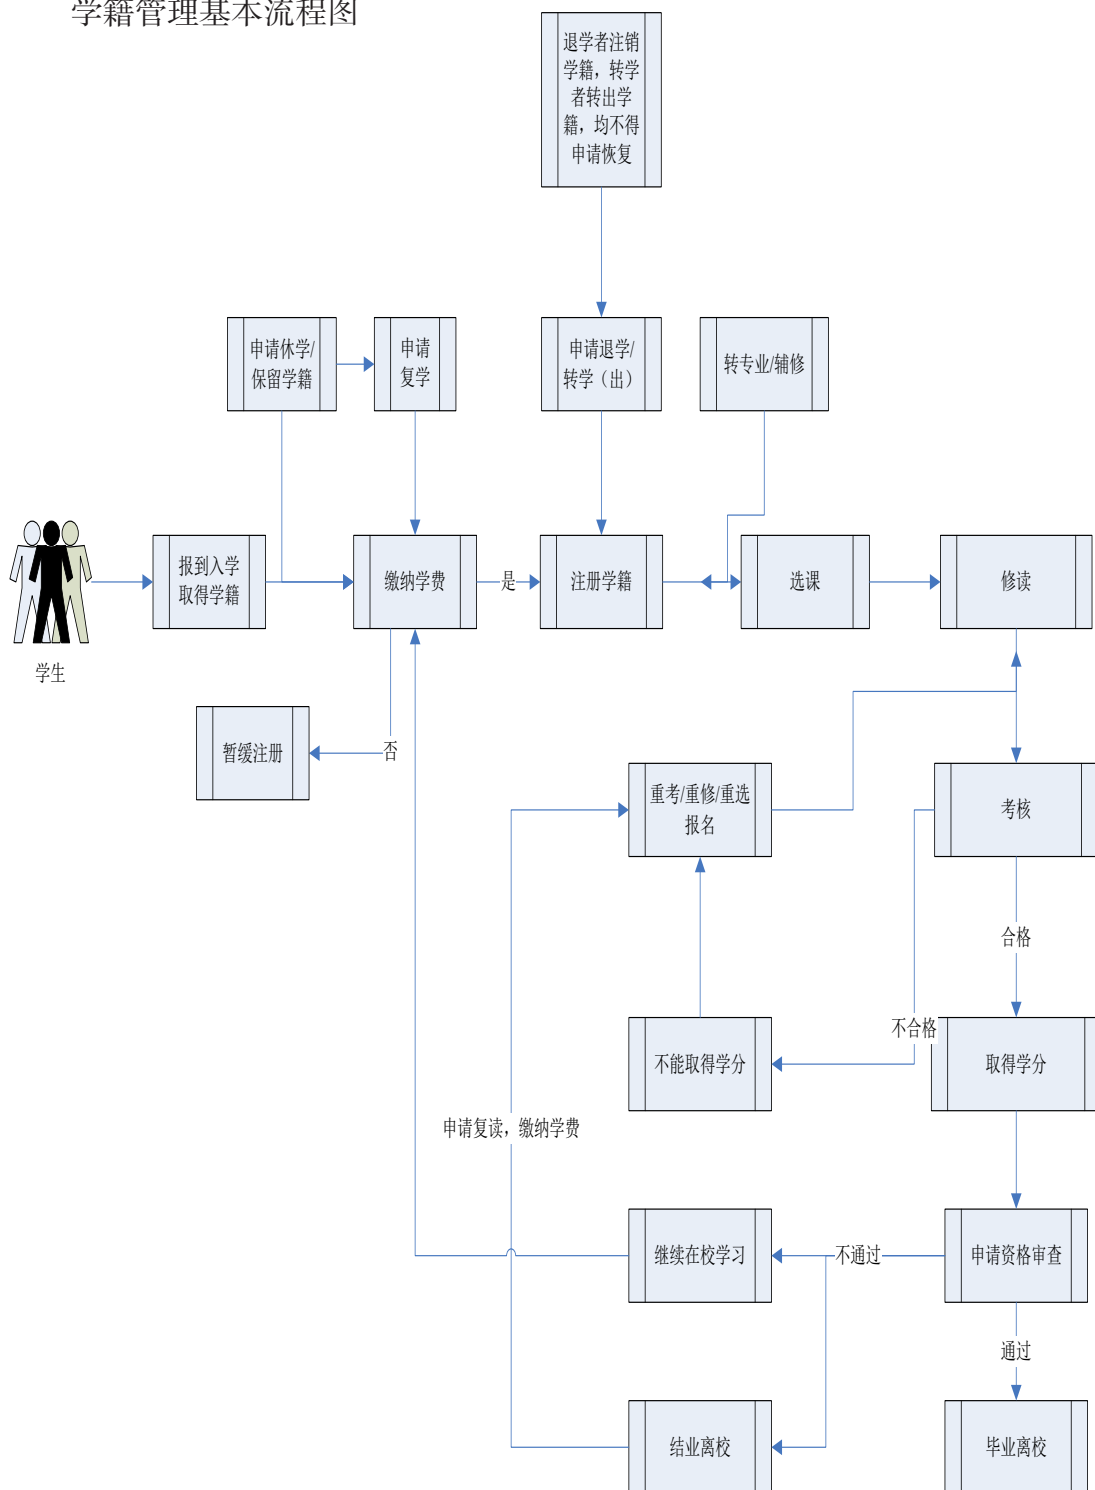 学籍管理基本流程图
退学者注销
学籍，转学
者转出学
籍，均不得
申请恢复
申请休学/
保留学籍
申请
复学
申请退学/
转学（出）
转专业/辅修
学生
报到入学
取得学籍
缴纳学费
是
注册学籍
选课
修读
暂缓注册
否
重考/重修/重选
报名
考核
合格
不合格
不能取得学分
取得学分
申请复读，缴纳学费
继续在校学习
不通过
申请资格审查
通过
结业离校
毕业离校